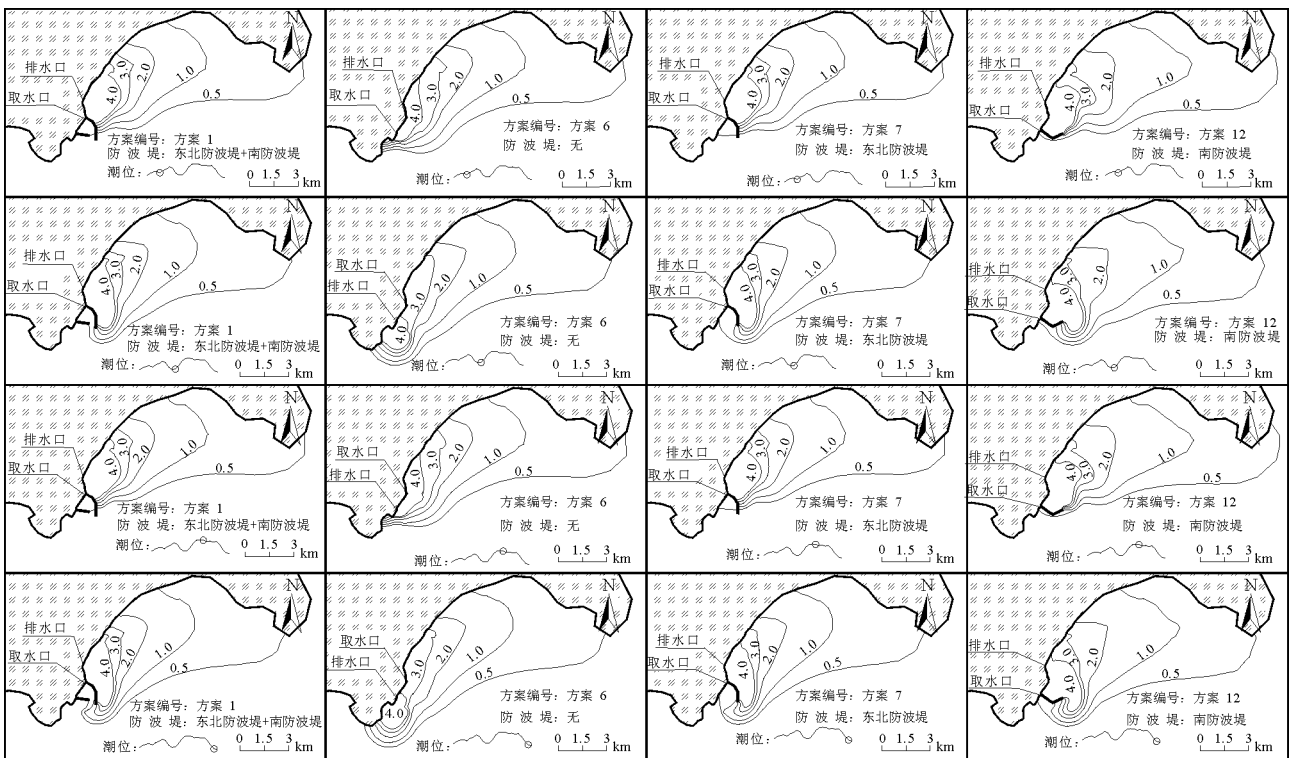 N
排水口
取水口
4.0
3.0
2.0
1.0
0.5
方案编号: 方案 1
防 波 堤: 东北防波堤+南防波堤
潮位:
0 1.5 3
km
N
排水口
取水口
4.0
3.0
2.0
1.0
0.5
方案编号: 方案 6
防 波 堤: 无
潮位:
0 1.5 3
km
N
排水口
取水口
4.0
3.0
2.0
1.0
0.5
方案编号: 方案 7
防 波 堤: 东北防波堤
潮位:
0 1.5 3
km
N
排水口
取水口
4.0
3.0
2.0
1.0
0.5
方案编号: 方案 12
防 波 堤: 南防波堤
潮位:
0 1.5 3
km
N
排水口
取水口
4.0
3.0
2.0
1.0
0.5
方案编号: 方案 1
防 波 堤: 东北防波堤+南防波堤
潮位:
0 1.5 3
km
N
取水口
排水口
4.0
3.0
2.0
1.0
0.5
方案编号: 方案 6
防 波 堤: 无
潮位:
0 1.5 3
km
N
排水口
取水口
4.0
3.0
2.0
1.0
0.5
方案编号: 方案 7
防 波 堤: 东北防波堤
潮位:
0 1.5 3
km
N
排水口
取水口
4.0
3.0
2.0
1.0
0.5
方案编号: 方案 12
防 波 堤: 南防波堤
潮位:
0 1.5 3
km
N
排水口
取水口
4.0
3.0
2.0
1.0
0.5
方案编号: 方案 1
防 波 堤: 东北防波堤+南防波堤
潮位:
0 1.5 3
km
N
取水口
排水口
4.0
3.0
2.0
1.0
0.5
方案编号: 方案 6
防 波 堤: 无
潮位:
0 1.5 3
km
N
排水口
取水口
4.0
3.0
2.0
1.0
0.5
方案编号: 方案 7
防 波 堤: 东北防波堤
潮位:
0 1.5 3
km
N
排水口
取水口
4.0
3.0
2.0
1.0
0.5
方案编号: 方案 12
防 波 堤: 南防波堤
潮位:
0 1.5 3
km
N
排水口
取水口
4.0
3.0
2.0
1.0
0.5
方案编号: 方案 1
防 波 堤: 东北防波堤+南防波堤
潮位:
0 1.5 3
km
N
取水口
排水口
4.0
3.0
2.0
1.0
0.5
方案编号: 方案 6
防 波 堤: 无
潮位:
0 1.5 3
km
N
排水口
取水口
4.0
3.0
2.0
1.0
0.5
方案编号: 方案 7
防 波 堤: 东北防波堤
潮位:
0 1.5 3
km
N
排水口
取水口
4.0
3.0
2.0
1.0
0.5
方案编号: 方案 12
防 波 堤: 南防波堤
潮位:
0 1.5 3
km